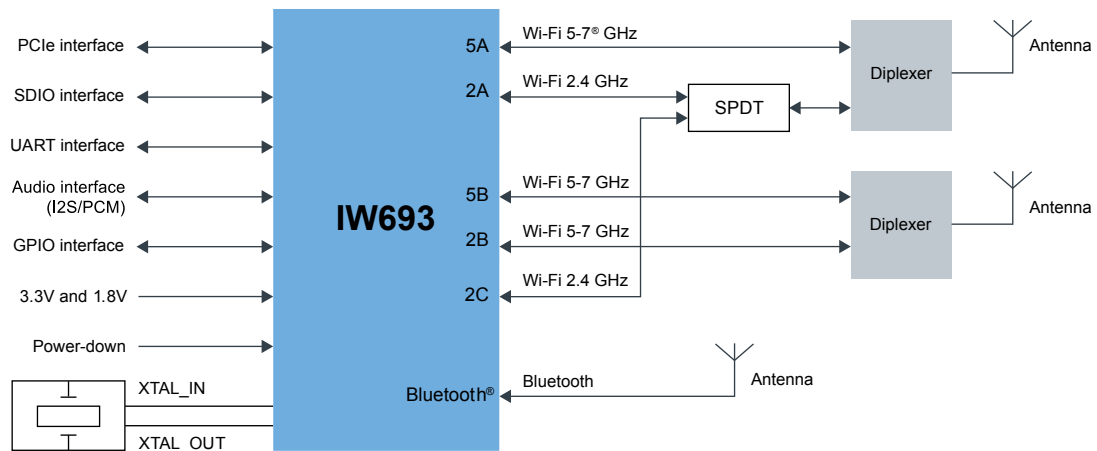 PCIe interface
SDIO interface
UART interface
Audio interface
(I2S/PCM)
GPIO interface
3.3V and 1.8V
Power-down
XTAL_IN
XTAL_OUT
IW693
5A
2A
5B
2B
2C
Bluetooth®
Wi-Fi 5-7® GHz
Wi-Fi 2.4 GHz
Wi-Fi 5-7 GHz
Wi-Fi 5-7 GHz
Wi-Fi 2.4 GHz
Bluetooth
SPDT
Diplexer
Antenna
Diplexer
Antenna
Antenna